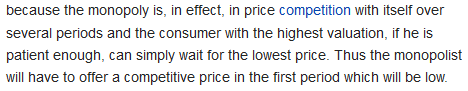 because the monopoly is, in effect, in price competition with itself over
several periods and the consumer with the highest valuation, if he is
patient enough, can simply wait for the lowest price. Thus the monopolist
will have to offer a competitive price in the first period which will be low.